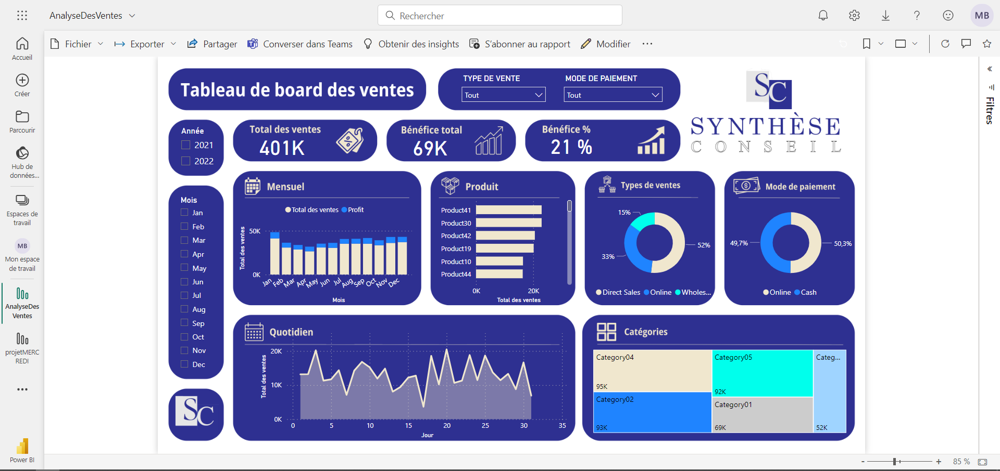 AnalyseDesVentes
Rechercher
MB
Fichier
Exporter
Partager
Converser dans Teams
Obtenir des insights
S'abonner au rapport
Modifier
Accueil
Créer
Parcourir
Hub de
données...
Espaces de
travail
MB
Mon espace
de travail
AnalyseDes
Ventes
projetMERC
REDI
Power BI
Tableau de board des ventes
TYPE DE VENTE
Tout
MODE DE PAIEMENT
Tout
SC
SYNTHÈSE
CONSEIL
Filtres
Année
2021
2022
Total des ventes
401K
Bénéfice total
69K
Bénéfice %
21 %
Mois
Jan
Feb
Mar
Apr
May
Jun
Jul
Aug
Sep
Oct
Nov
Dec
SC
Mensuel
Total des ventes Profit
Total des ventes
50K
0K
Jan Feb Mar Apr May Jun Jul Aug Sep Oct Nov Dec
Mois
Produit
Product41
Product30
Product42
Product19
Product10
Product44
0K 20K
Total des ventes
Types de ventes
15%
52%
33%
Direct Sales Online Wholes...
Mode de paiement
49,7%
50,3%
Online Cash
Quotidien
Total des ventes
20K
10K
0K
0 5 10 15 20 25 30 35
Jour
Catégories
Category04
95K
Category02
93K
Category05
92K
Category01
69K
Categ...
52K
- + 85 %